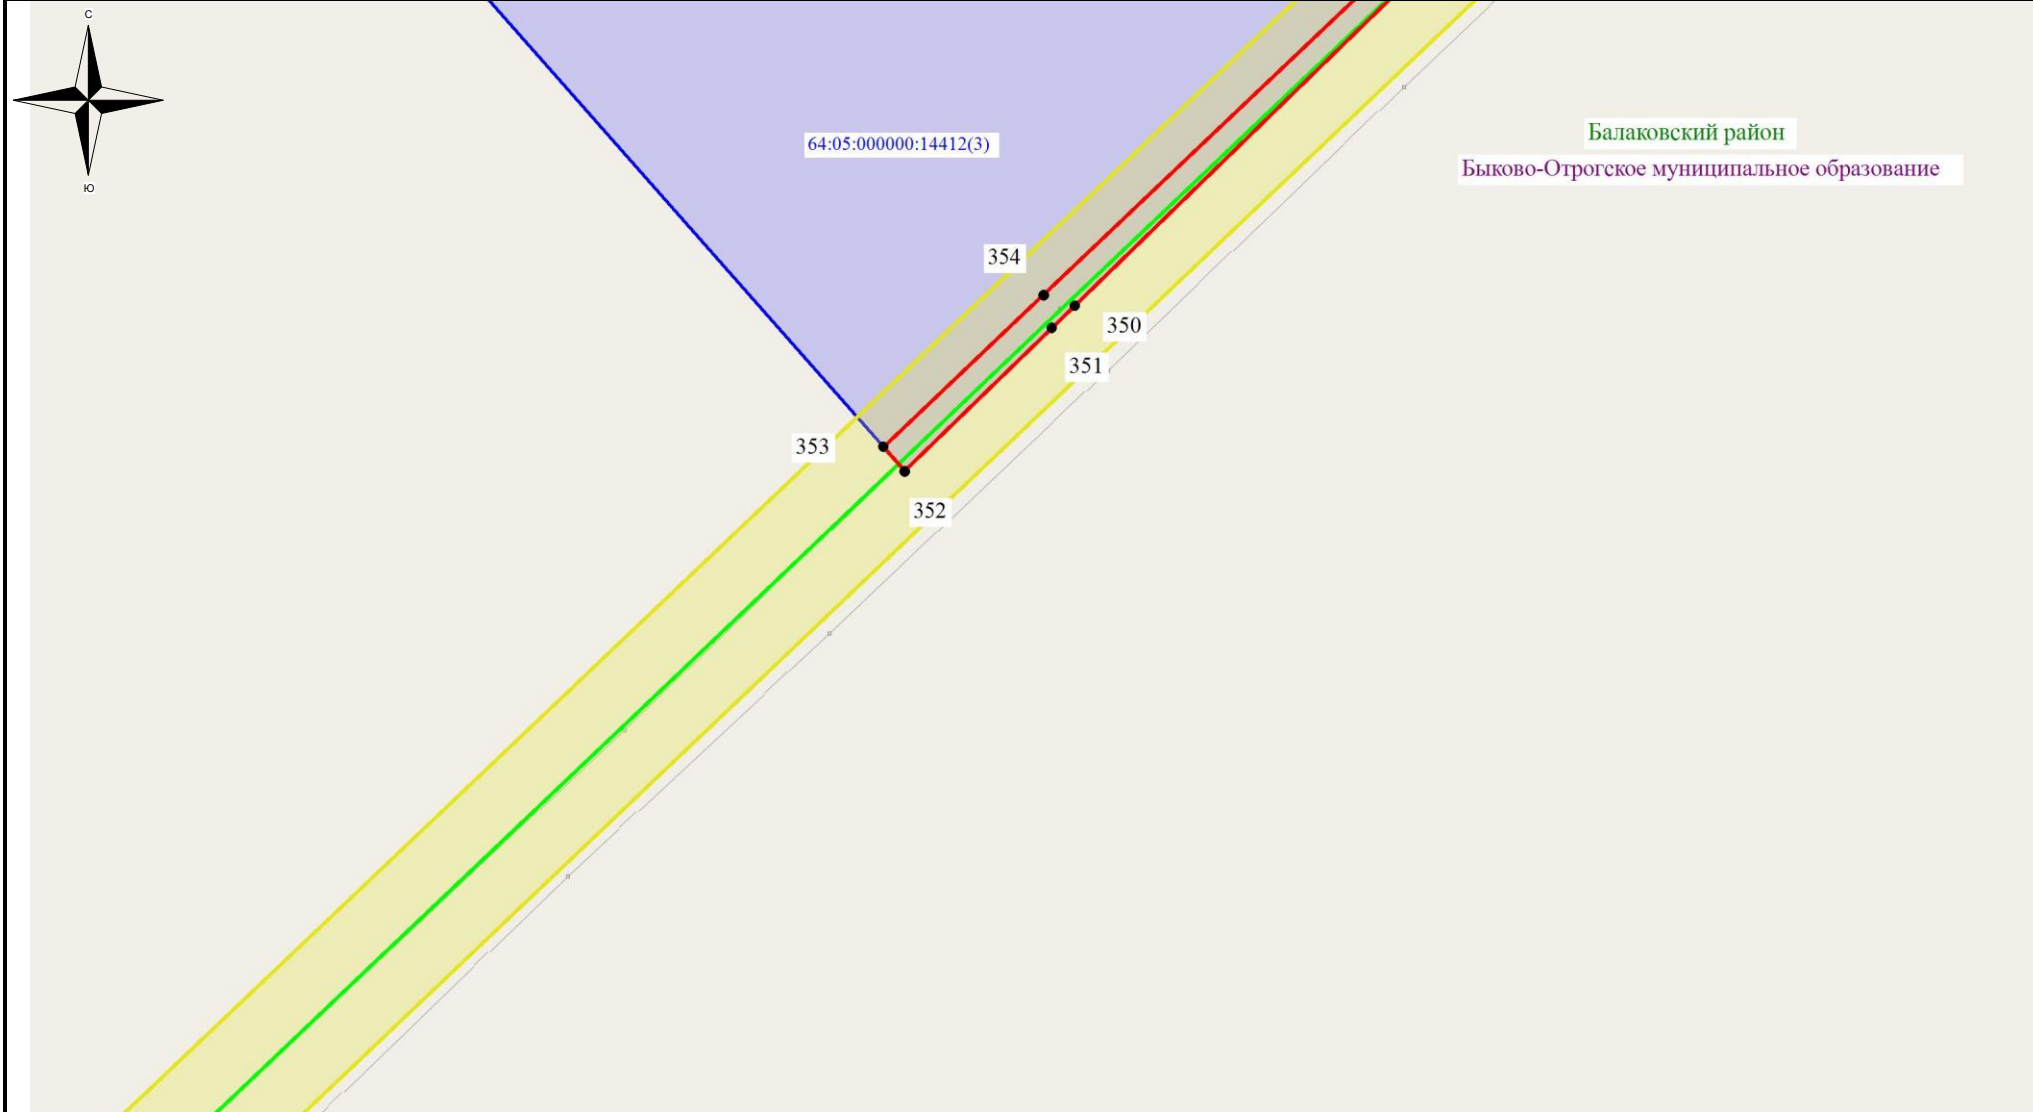 С
Ю
64:05:000000:14412(3)
Балаковский район
Быково-Отрогское муниципальное образование
354
350
351
353
352